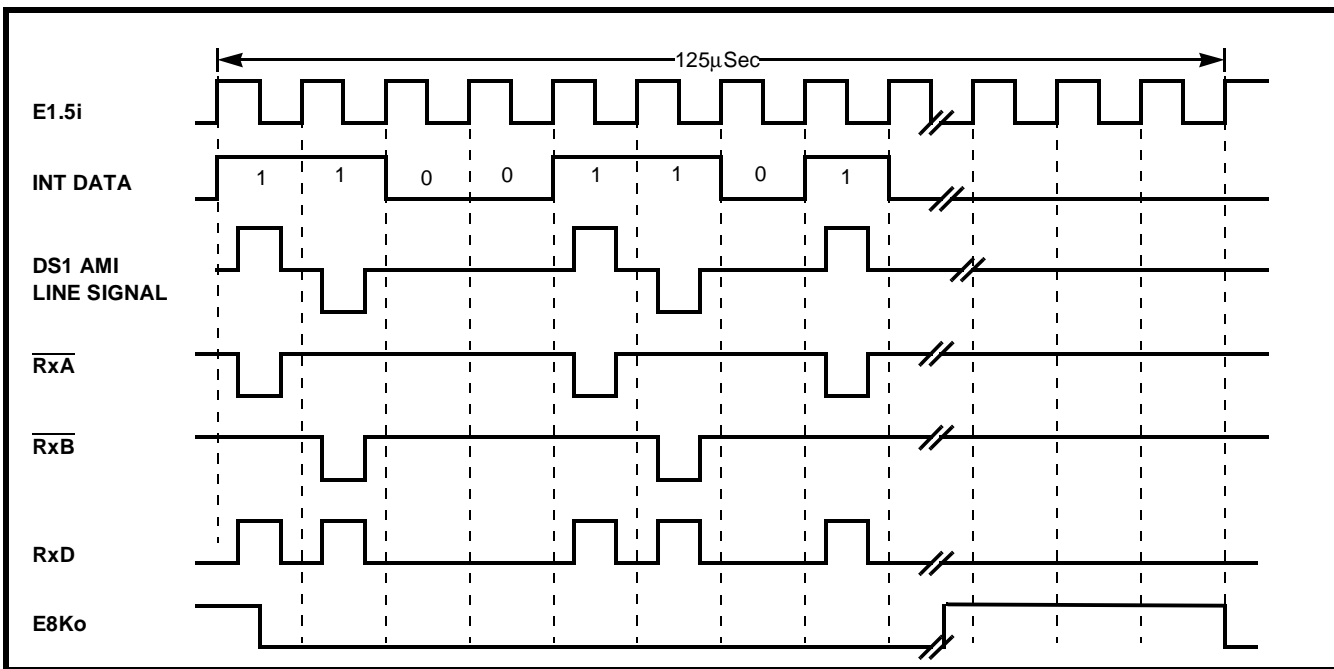 125µSec
E1.5i
INT DATA 1 1 0 0 1 1 0 1
DS1 AMI
LINE SIGNAL
RxA
RxB
RxD
E8Ko